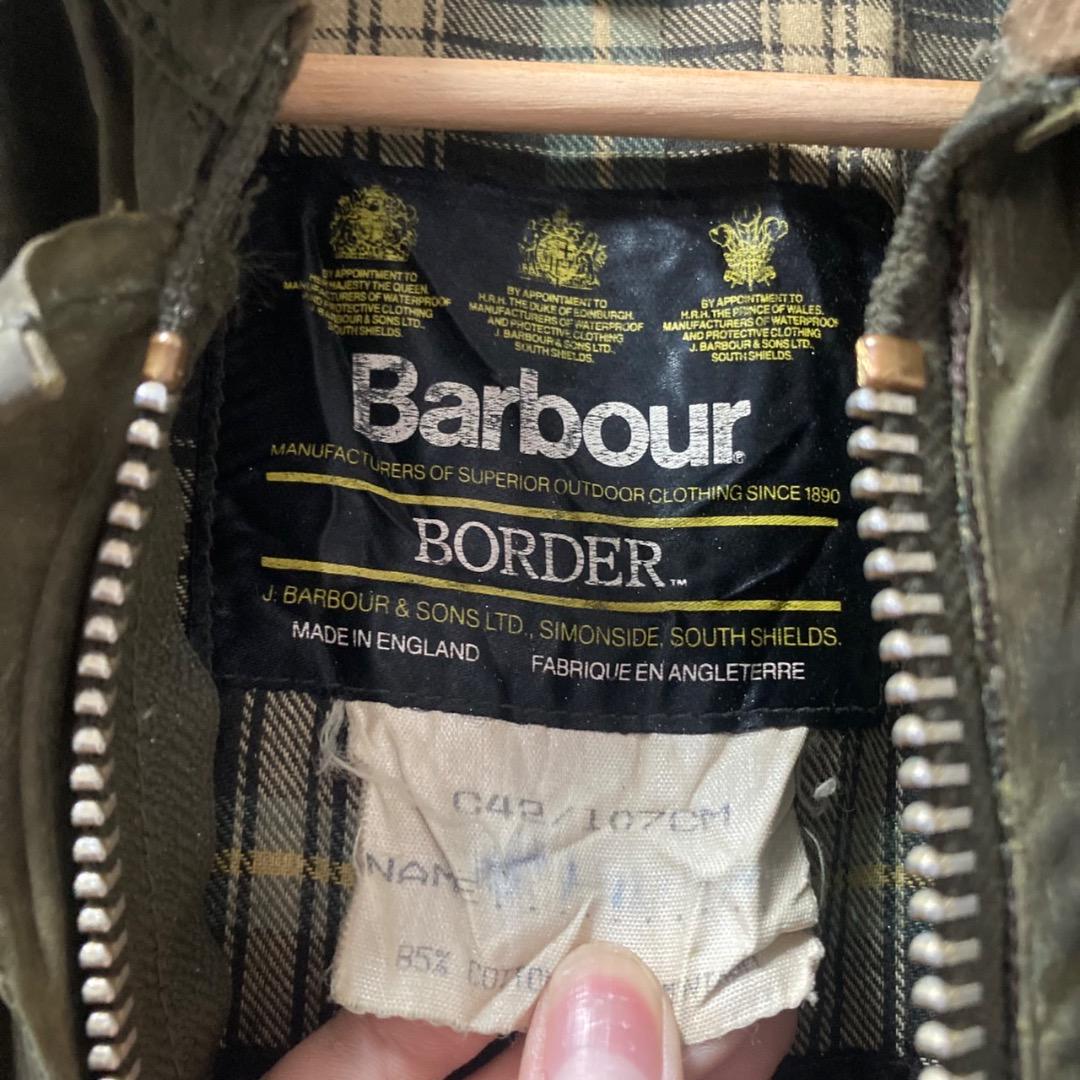 BY APPOINTMENT TO
HER MAJESTY THE QUEEN
MANUFACTURERS OF WATERPROOF
AND PROTECTIVE CLOTHING
J. BARBOUR & SONS LTD.
SOUTH SHIELDS.
BY APPOINTMENT TO
H.R.H. THE DUKE OF EDINBURGH.
MANUFACTURERS OF WATERPROOF
AND PROTECTIVE CLOTHING
J. BARBOUR & SONS LTD.
SOUTH SHIELDS.
BY APPOINTMENT TO
H.R.H. THE PRINCE OF WALES.
MANUFACTURERS OF WATERPROOF
AND PROTECTIVE CLOTHING
J. BARBOUR & SONS LTD.
SOUTH SHIELDS.
Barbour®
MANUFACTURERS OF SUPERIOR OUTDOOR CLOTHING SINCE 1890
BORDER™
J. BARBOUR & SONS LTD., SIMONSIDE, SOUTH SHIELDS.
MADE IN ENGLAND FABRIQUE EN ANGLETERRE
C42/107CM
NAME
85% COTTON